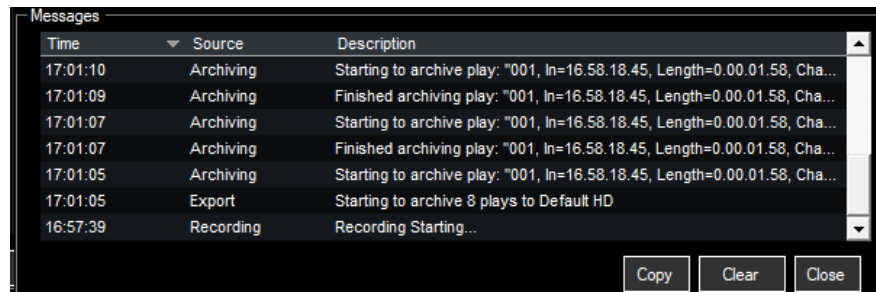 Messages
Time Source Description
17:01:10 Archiving Starting to archive play: "001, In=16.58.18.45, Length=0.00.01.58, Cha...
17:01:09 Archiving Finished archiving play: "001, In=16.58.18.45, Length=0.00.01.58, Cha...
17:01:07 Archiving Starting to archive play: "001, In=16.58.18.45, Length=0.00.01.58, Cha...
17:01:07 Archiving Finished archiving play: "001, In=16.58.18.45, Length=0.00.01.58, Cha...
17:01:05 Archiving Starting to archive play: "001, In=16.58.18.45, Length=0.00.01.58, Cha...
17:01:05 Export Starting to archive 8 plays to Default HD
16:57:39 Recording Recording Starting...
Copy Clear Close